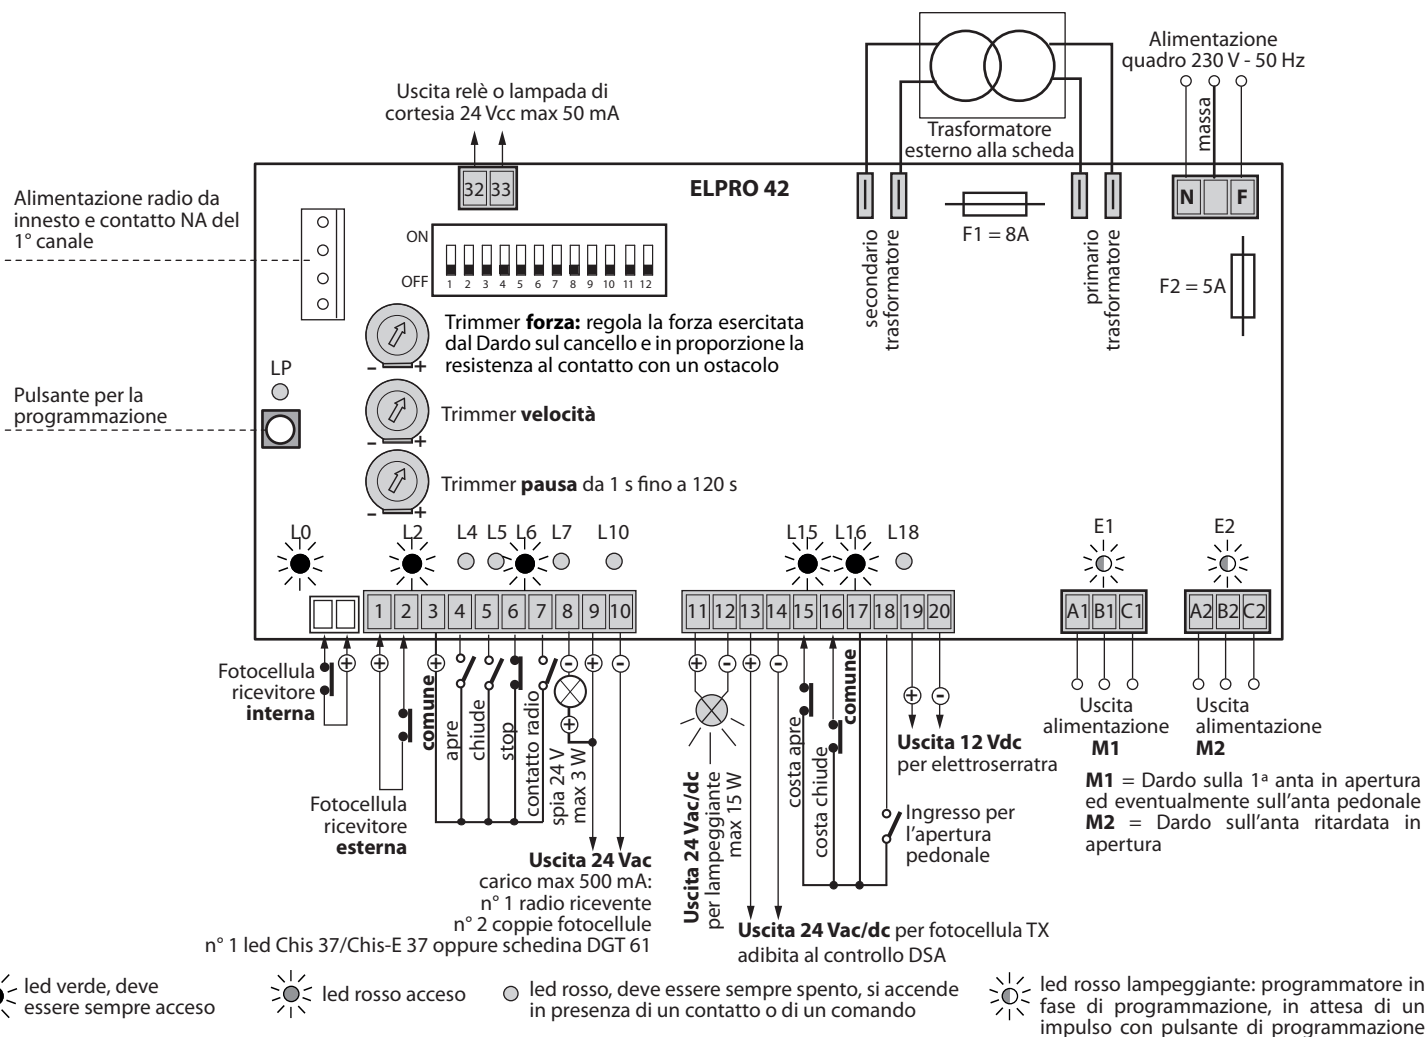 Alimentazione
quadro 230 V - 50 Hz
massa
Uscita relè o lampada di
cortesia 24 Vcc max 50 mA
Trasformatore
esterno alla scheda
32 33
ELPRO 42
N F
Alimentazione radio da
innesto e contatto NA del
1° canale
ON
OFF
1 2 3 4 5 6 7 8 9 10 11 12
secondario
trasformatore
F1 = 8A
primario
trasformatore
F2 = 5A
Trimmer forza: regola la forza esercitata
dal Dardo sul cancello e in proporzione la
resistenza al contatto con un ostacolo
- +
LP
Pulsante per la
programmazione
Trimmer velocità
- +
Trimmer pausa da 1 s fino a 120 s
- +
L0 L2 L4 L5 L6 L7 L10 L15 L16 L18 E1 E2
1 2 3 4 5 6 7 8 9 10 11 12 13 14 15 16 17 18 19 20 A1 B1 C1 A2 B2 C2
+ + + - + - + - + -
Fotocellula
ricevitore
interna
Fotocellula
ricevitore
esterna
comune
apre
chiude
stop
contatto radio
+
spia 24 V
max 3 W
Uscita 24 Vac
carico max 500 mA:
n° 1 radio ricevente
n° 2 coppie fotocellule
n° 1 led Chis 37/Chis-E 37 oppure schedina DGT 61
Uscita 24 Vac/dc
per lampeggiante
max 15 W
costa apre
costa chiude
comune
+ -
Uscita 12 Vdc
per elettroserratra
Ingresso per
l'apertura
pedonale
Uscita 24 Vac/dc per fotocellula TX
adibita al controllo DSA
Uscita
alimentazione
M1
Uscita
alimentazione
M2
M1 = Dardo sulla 1ª anta in apertura
ed eventualmente sull'anta pedonale
M2 = Dardo sull'anta ritardata in
apertura
led verde, deve
essere sempre acceso
led rosso acceso
led rosso, deve essere sempre spento, si accende
in presenza di un contatto o di un comando
led rosso lampeggiante: programmatore in
fase di programmazione, in attesa di un
impulso con pulsante di programmazione